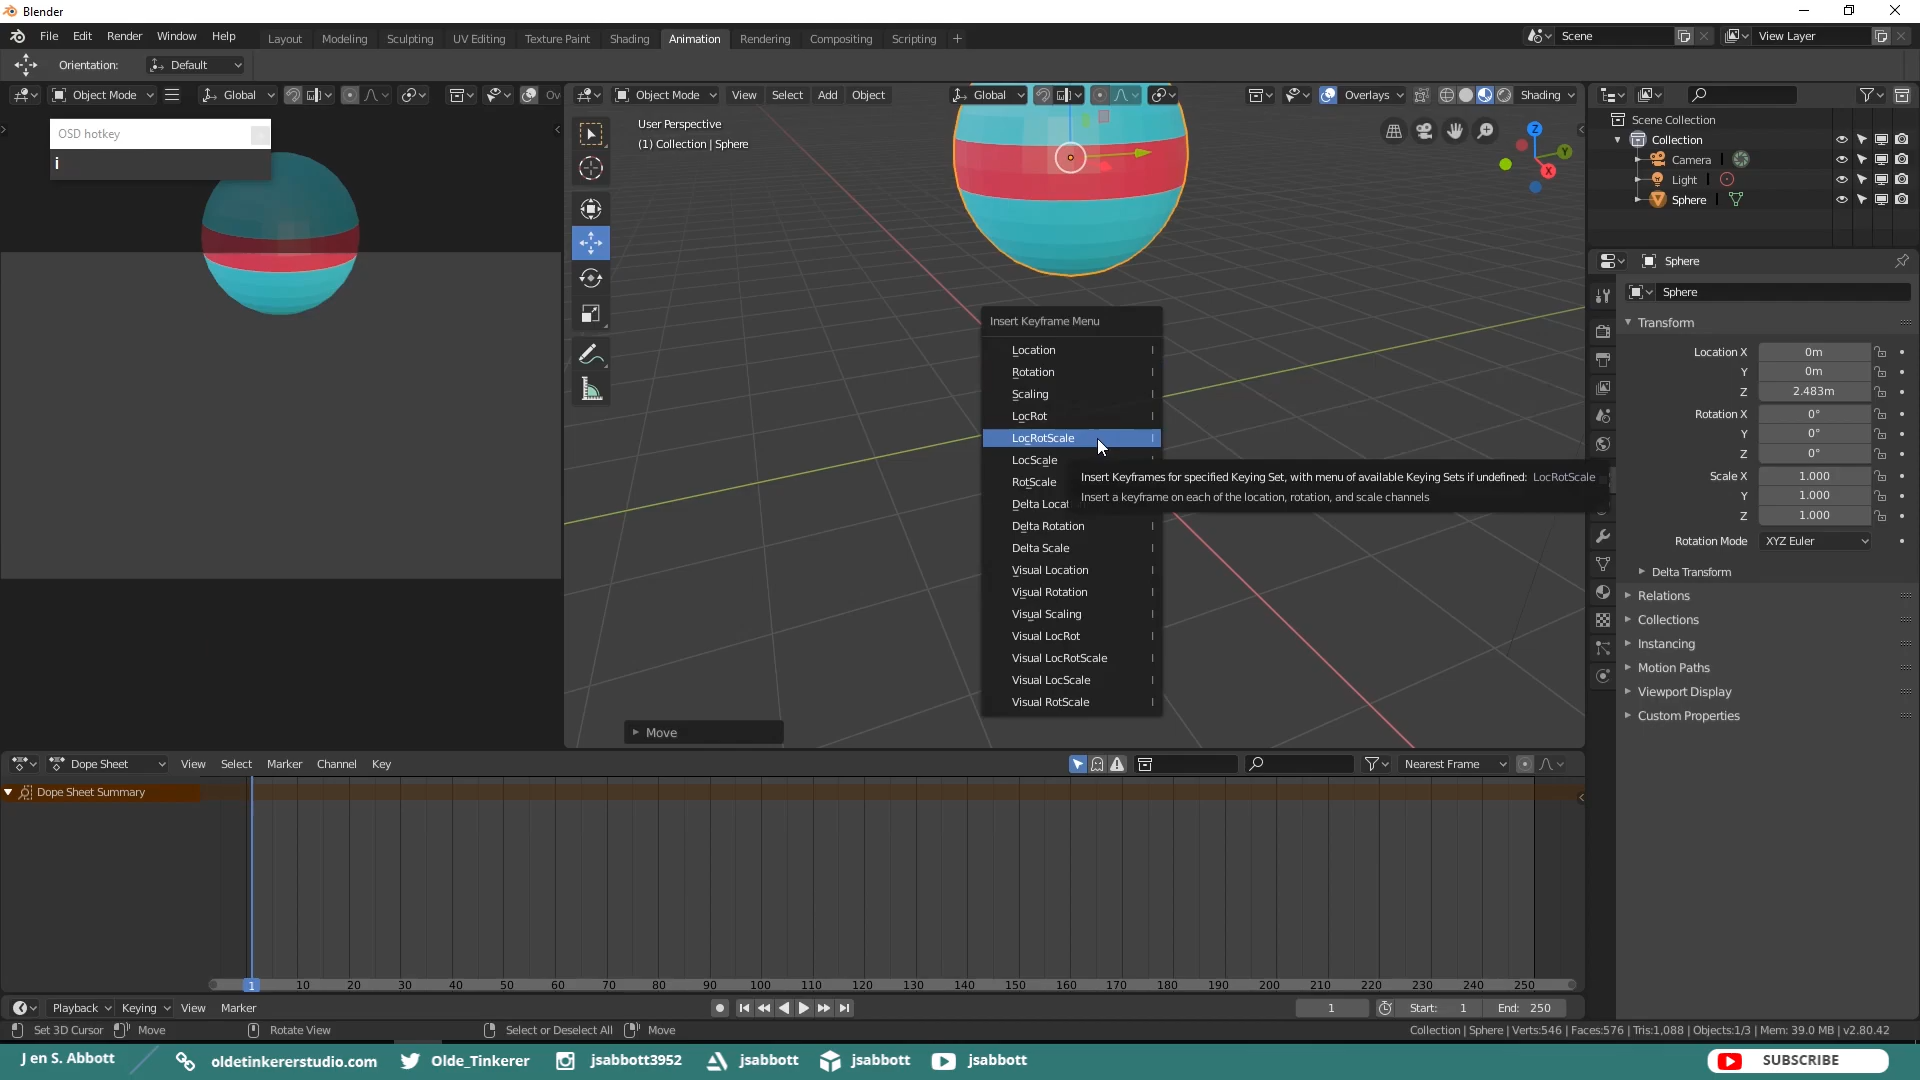 Blender
File Edit Render Window Help
Layout Modeling Sculpting UV Editing Texture Paint Shading Animation Rendering Compositing Scripting +
Scene View Layer
Orientation: Default
Object Mode Global Ov
Object Mode View Select Add Object Global Overlays Shading
OSD hotkey
i
User Perspective
(1) Collection | Sphere
Z
Y
X
Scene Collection
Collection
Camera
Light
Sphere
Sphere
Sphere
Transform
Location X 0m
Y 0m
Z 2.483m
Rotation X 0°
Y 0°
Z 0°
Scale X 1.000
Y 1.000
Z 1.000
Rotation Mode XYZ Euler
Delta Transform
Relations
Collections
Instancing
Motion Paths
Viewport Display
Custom Properties
Insert Keyframe Menu
Location I
Rotation I
Scaling I
LocRot I
LocRotScale I
LocScale
RotScale
Delta Locat
Delta Rotation I
Delta Scale I
Visual Location I
Visual Rotation I
Visual Scaling I
Visual LocRot I
Visual LocRotScale I
Visual LocScale I
Visual RotScale I
Insert Keyframes for specified Keying Set, with menu of available Keying Sets if undefined: LocRotScale
Insert a keyframe on each of the location, rotation, and scale channels
Move
Dope Sheet View Select Marker Channel Key Nearest Frame
Dope Sheet Summary
1 10 20 30 40 50 60 70 80 90 100 110 120 130 140 150 160 170 180 190 200 210 220 230 240 250
Playback Keying View Marker 1 Start: 1 End: 250
Set 3D Cursor Move Rotate View Select or Deselect All Move Collection | Sphere | Verts:546 | Faces:576 | Tris:1,088 | Objects:1/3 | Mem: 39.0 MB | v2.80.42
J en S. Abbott oldetinkererstudio.com Olde_Tinkerer jsabbott3952 jsabbott jsabbott jsabbott SUBSCRIBE